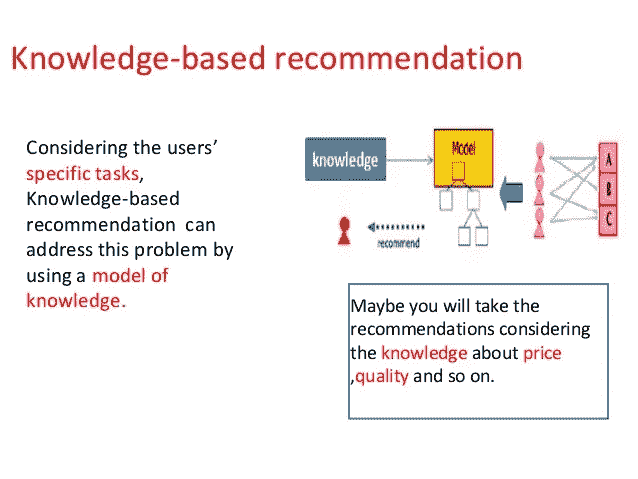 Knowledge-based recommendation
Considering the users’
specific tasks,
Knowledge-based
recommendation can
address this problem by
using a model of
knowledge.
knowledge
Model
recommend
A
B
C
Maybe you will take the
recommendations considering
the knowledge about price
,quality and so on.